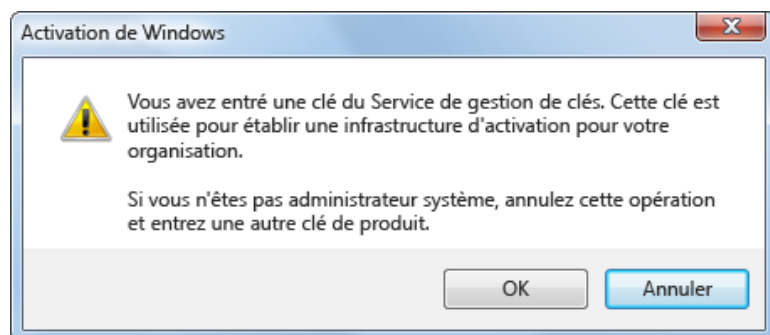 Activation de Windows
Vous avez entré une clé du Service de gestion de clés. Cette clé est
utilisée pour établir une infrastructure d'activation pour votre
organisation.
Si vous n'êtes pas administrateur système, annulez cette opération
et entrez une autre clé de produit.
OK
Annuler